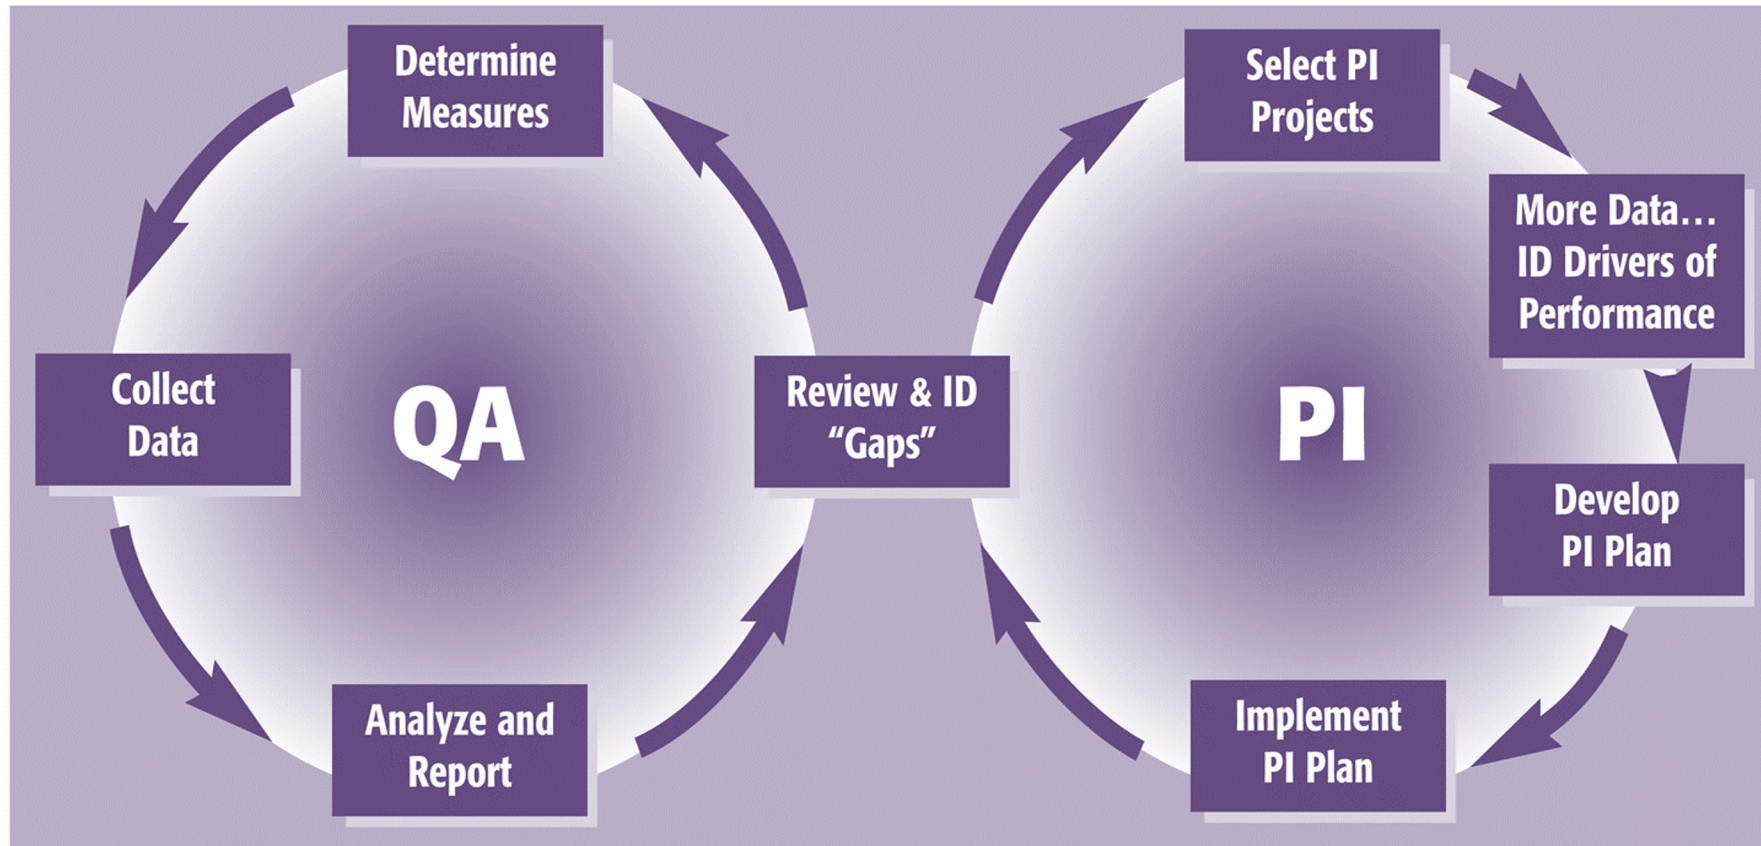 Determine
Measures
Collect
Data
QA
Analyze and
Report
Review & ID
“Gaps”
Select PI
Projects
More Data...
ID Drivers of
Performance
PI
Develop
PI Plan
Implement
PI Plan